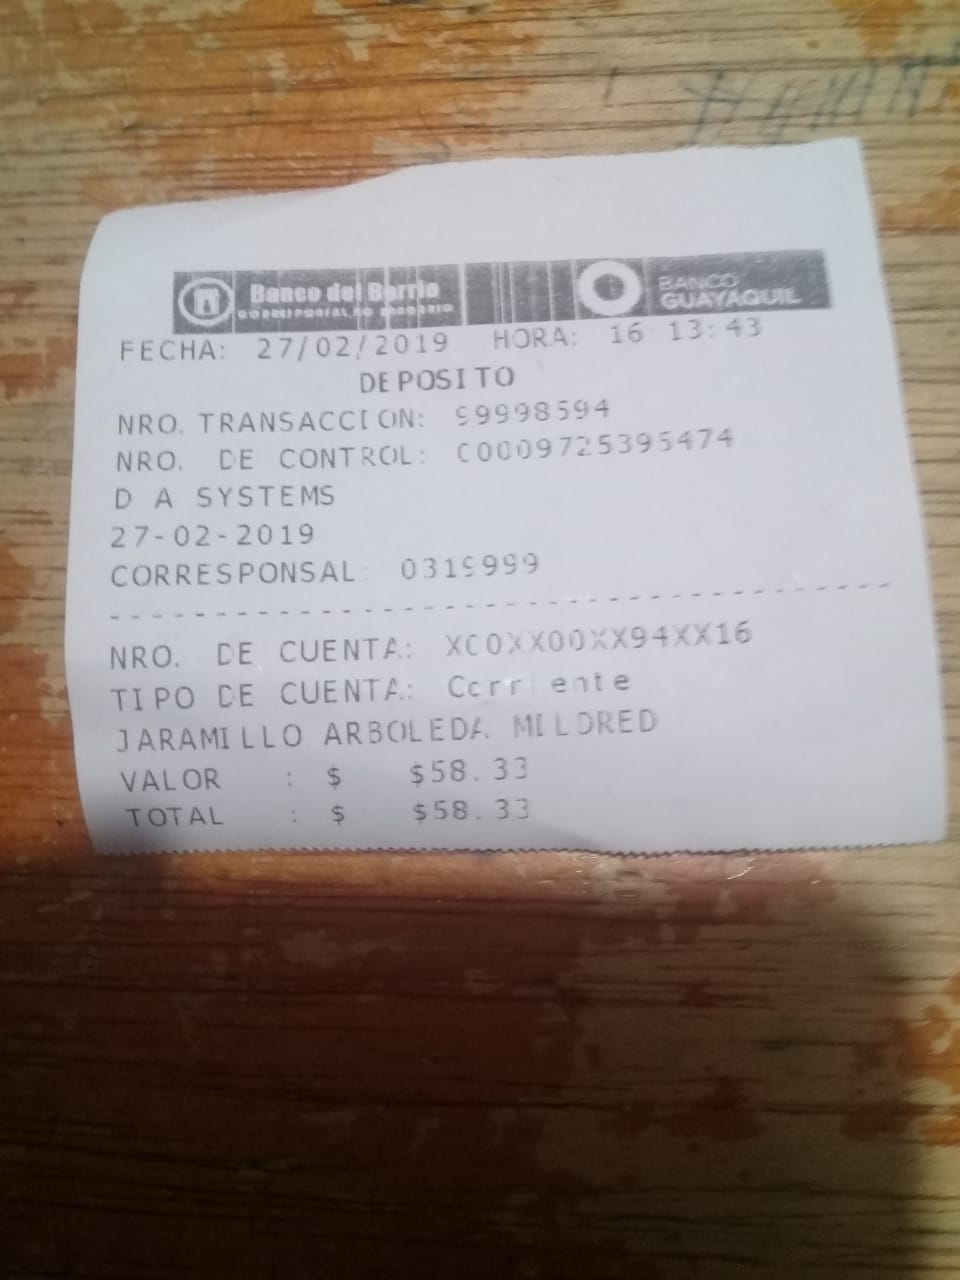 Banco del Barrio
CORRESPONSAL NO BANCARIO
BANCO
GUAYAQUIL
FECHA: 27/02/2019 HORA: 16:13:43
DEPOSITO
NRO. TRANSACCION: 99998594
NRO. DE CONTROL: C0009725395474
D A SYSTEMS
27-02-2019
CORRESPONSAL: 0319999
NRO. DE CUENTA: XC0XX00XX94XX16
TIPO DE CUENTA: Corriente
JARAMILLO ARBOLEDA MILDRED
VALOR : $ $58.33
TOTAL : $ $58.33